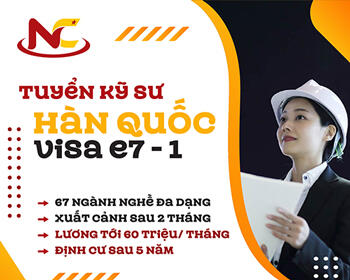 NC
TUYỂN KỸ SƯ
HÀN QUỐC
visa e7 - 1
67 NGÀNH NGHỀ ĐA DẠNG
XUẤT CẢNH SAU 2 THÁNG
LƯƠNG TỚI 60 TRIỆU/ THÁNG
ĐỊNH CƯ SAU 5 NĂM